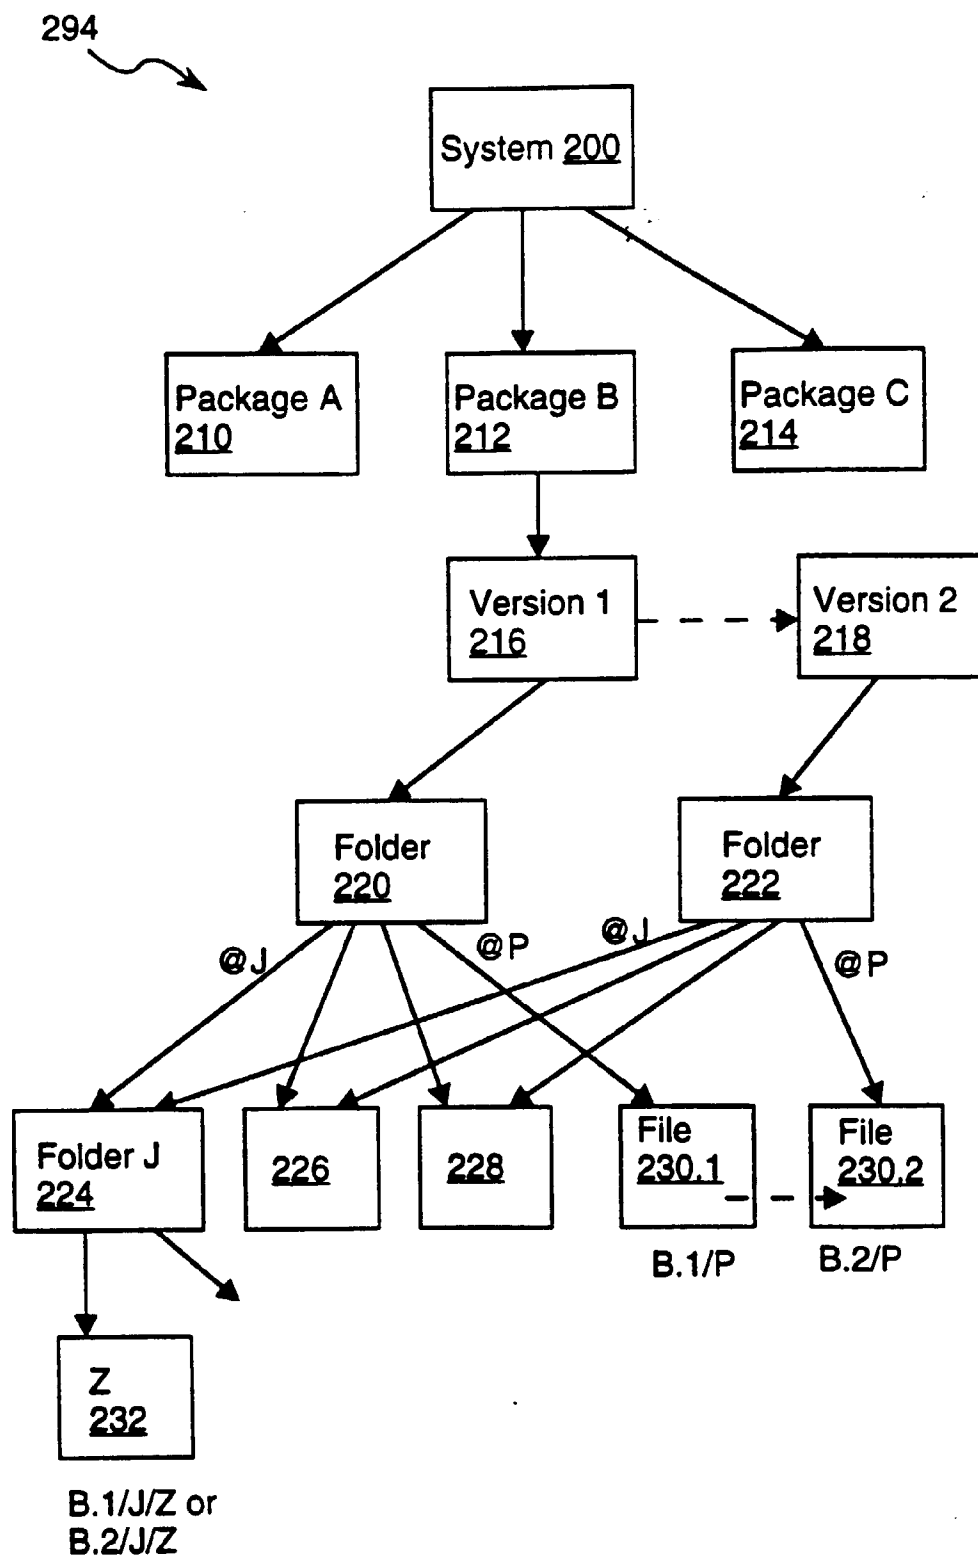 294
System 200
Package A
210
Package B
212
Package C
214
Version 1
216
Version 2
218
Folder
220
Folder
222
@J
@P
@J
@P
Folder J
224
226
228
File
230.1
File
230.2
B.1/P
B.2/P
Z
232
B.1/J/Z or
B.2/J/Z